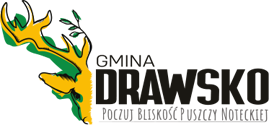 GMINA
DRAWSKO
POCZUJ BLISKOŚĆ PUSZCZY NOTECKIEJ